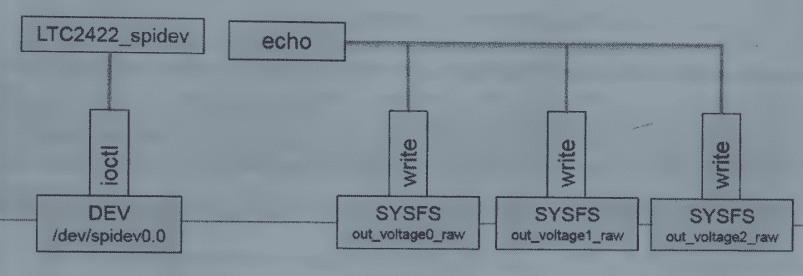 LTC2422_spidev
echo
ioctl
write
write
write
DEV
/dev/spidev0.0
SYSFS
out_voltage0_raw
SYSFS
out_voltage1_raw
SYSFS
out_voltage2_raw